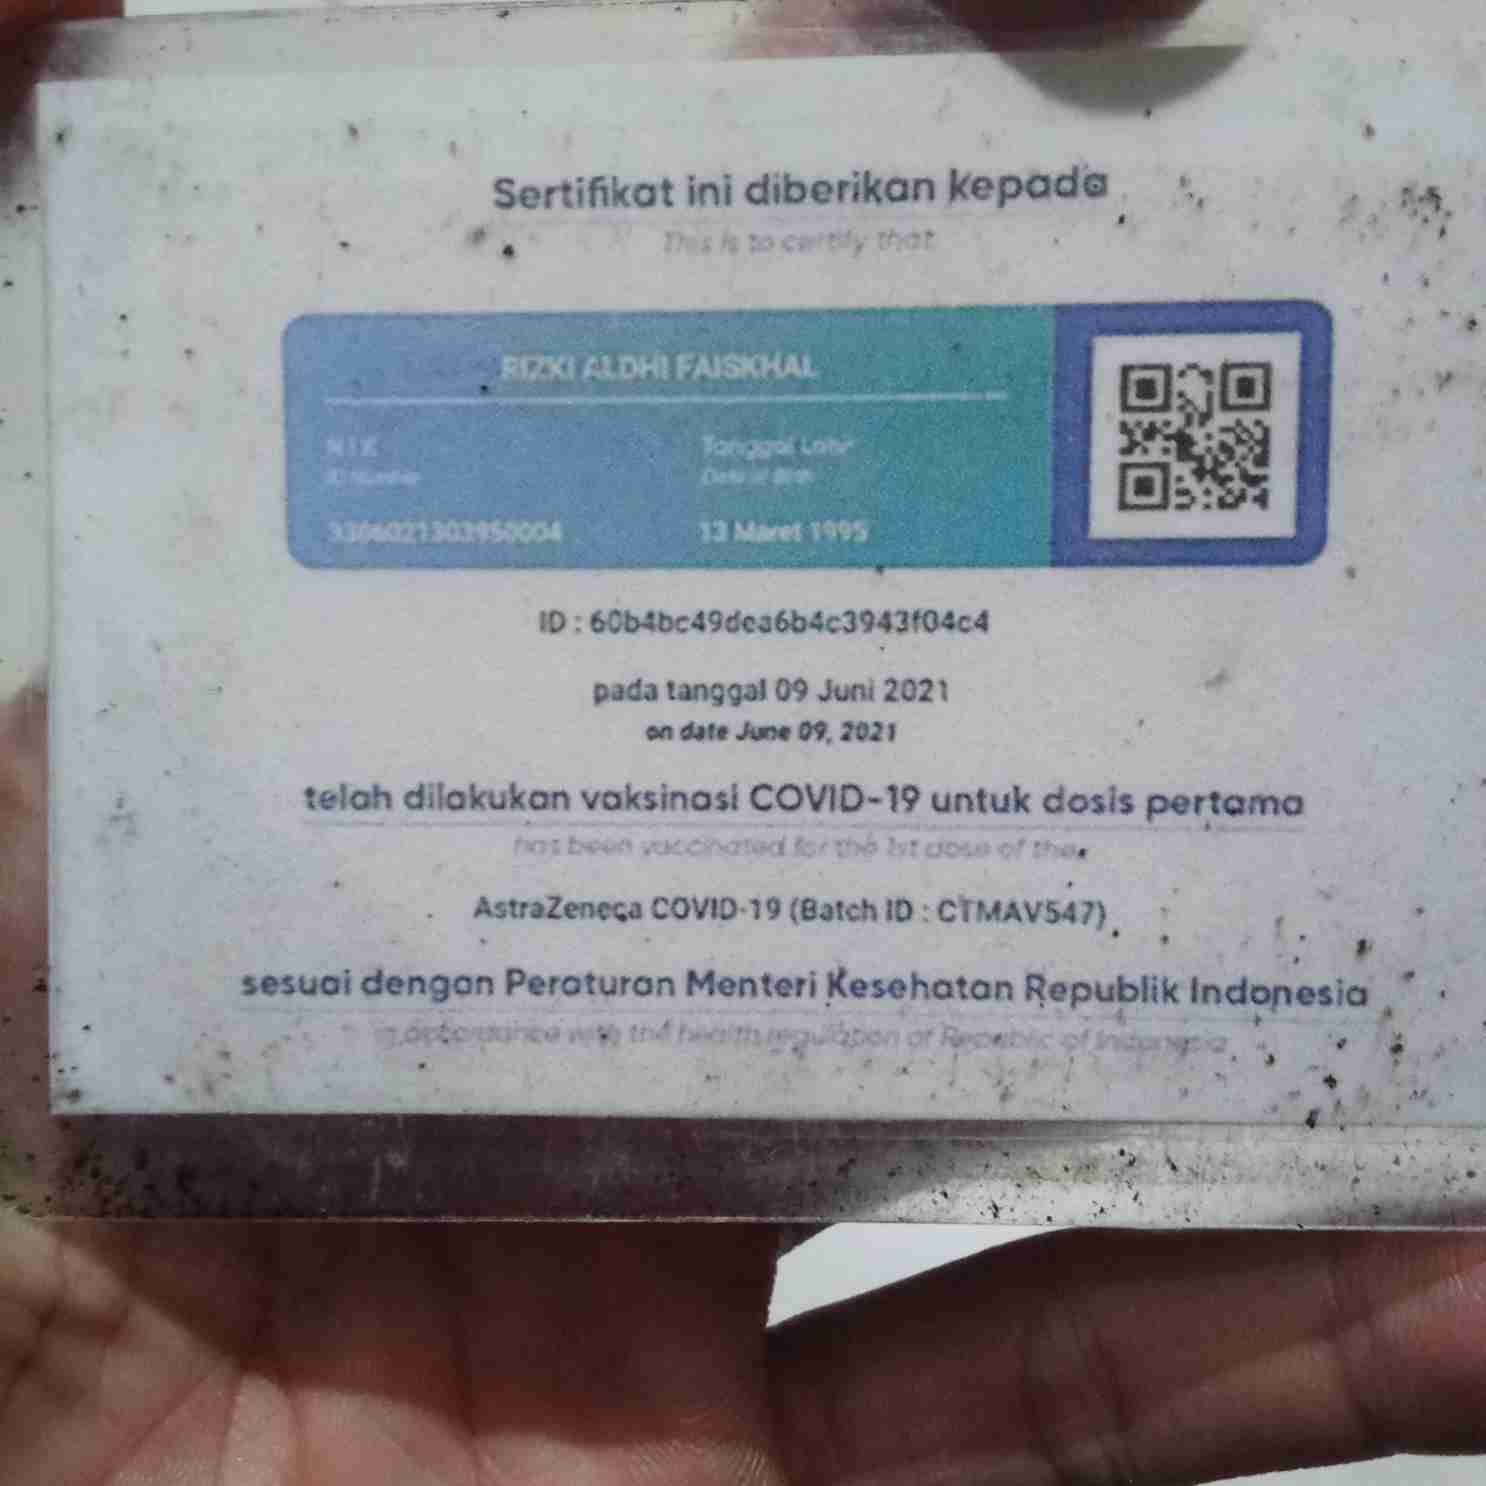 Sertifikat ini diberikan kepada
This is to certify that
RIZKI ALDHI FAISKHAL
NIK
Tanggal Lahir
ID Number
Date of Birth
3306021303950004
13 Maret 1995
ID : 60b4bc49dea6b4c3943f04c4
pada tanggal 09 Juni 2021
on date June 09, 2021
telah dilakukan vaksinasi COVID-19 untuk dosis pertama
has been vaccinated for the 1st dose of the
AstraZeneca COVID-19 (Batch ID : CTMAV547)
sesuai dengan Peraturan Menteri Kesehatan Republik Indonesia
in accordance with the health regulation of Republic of Indonesia